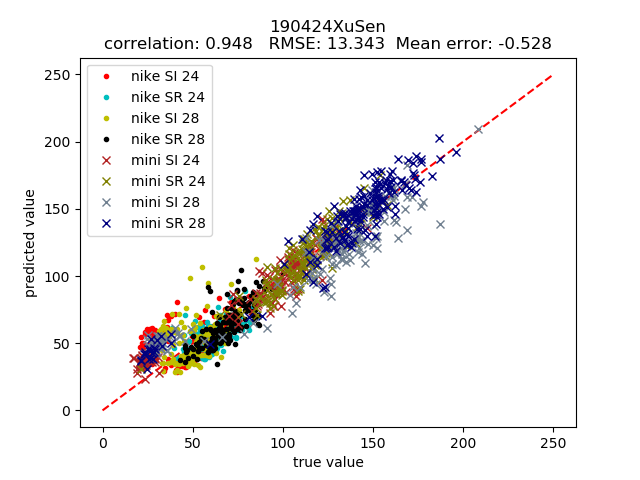 190424XuSen
correlation: 0.948 RMSE: 13.343 Mean error: -0.528
250
200
150
100
50
0
predicted value
nike SI 24
nike SR 24
nike SI 28
nike SR 28
mini SI 24
mini SR 24
mini SI 28
mini SR 28
0 50 100 150 200 250
true value